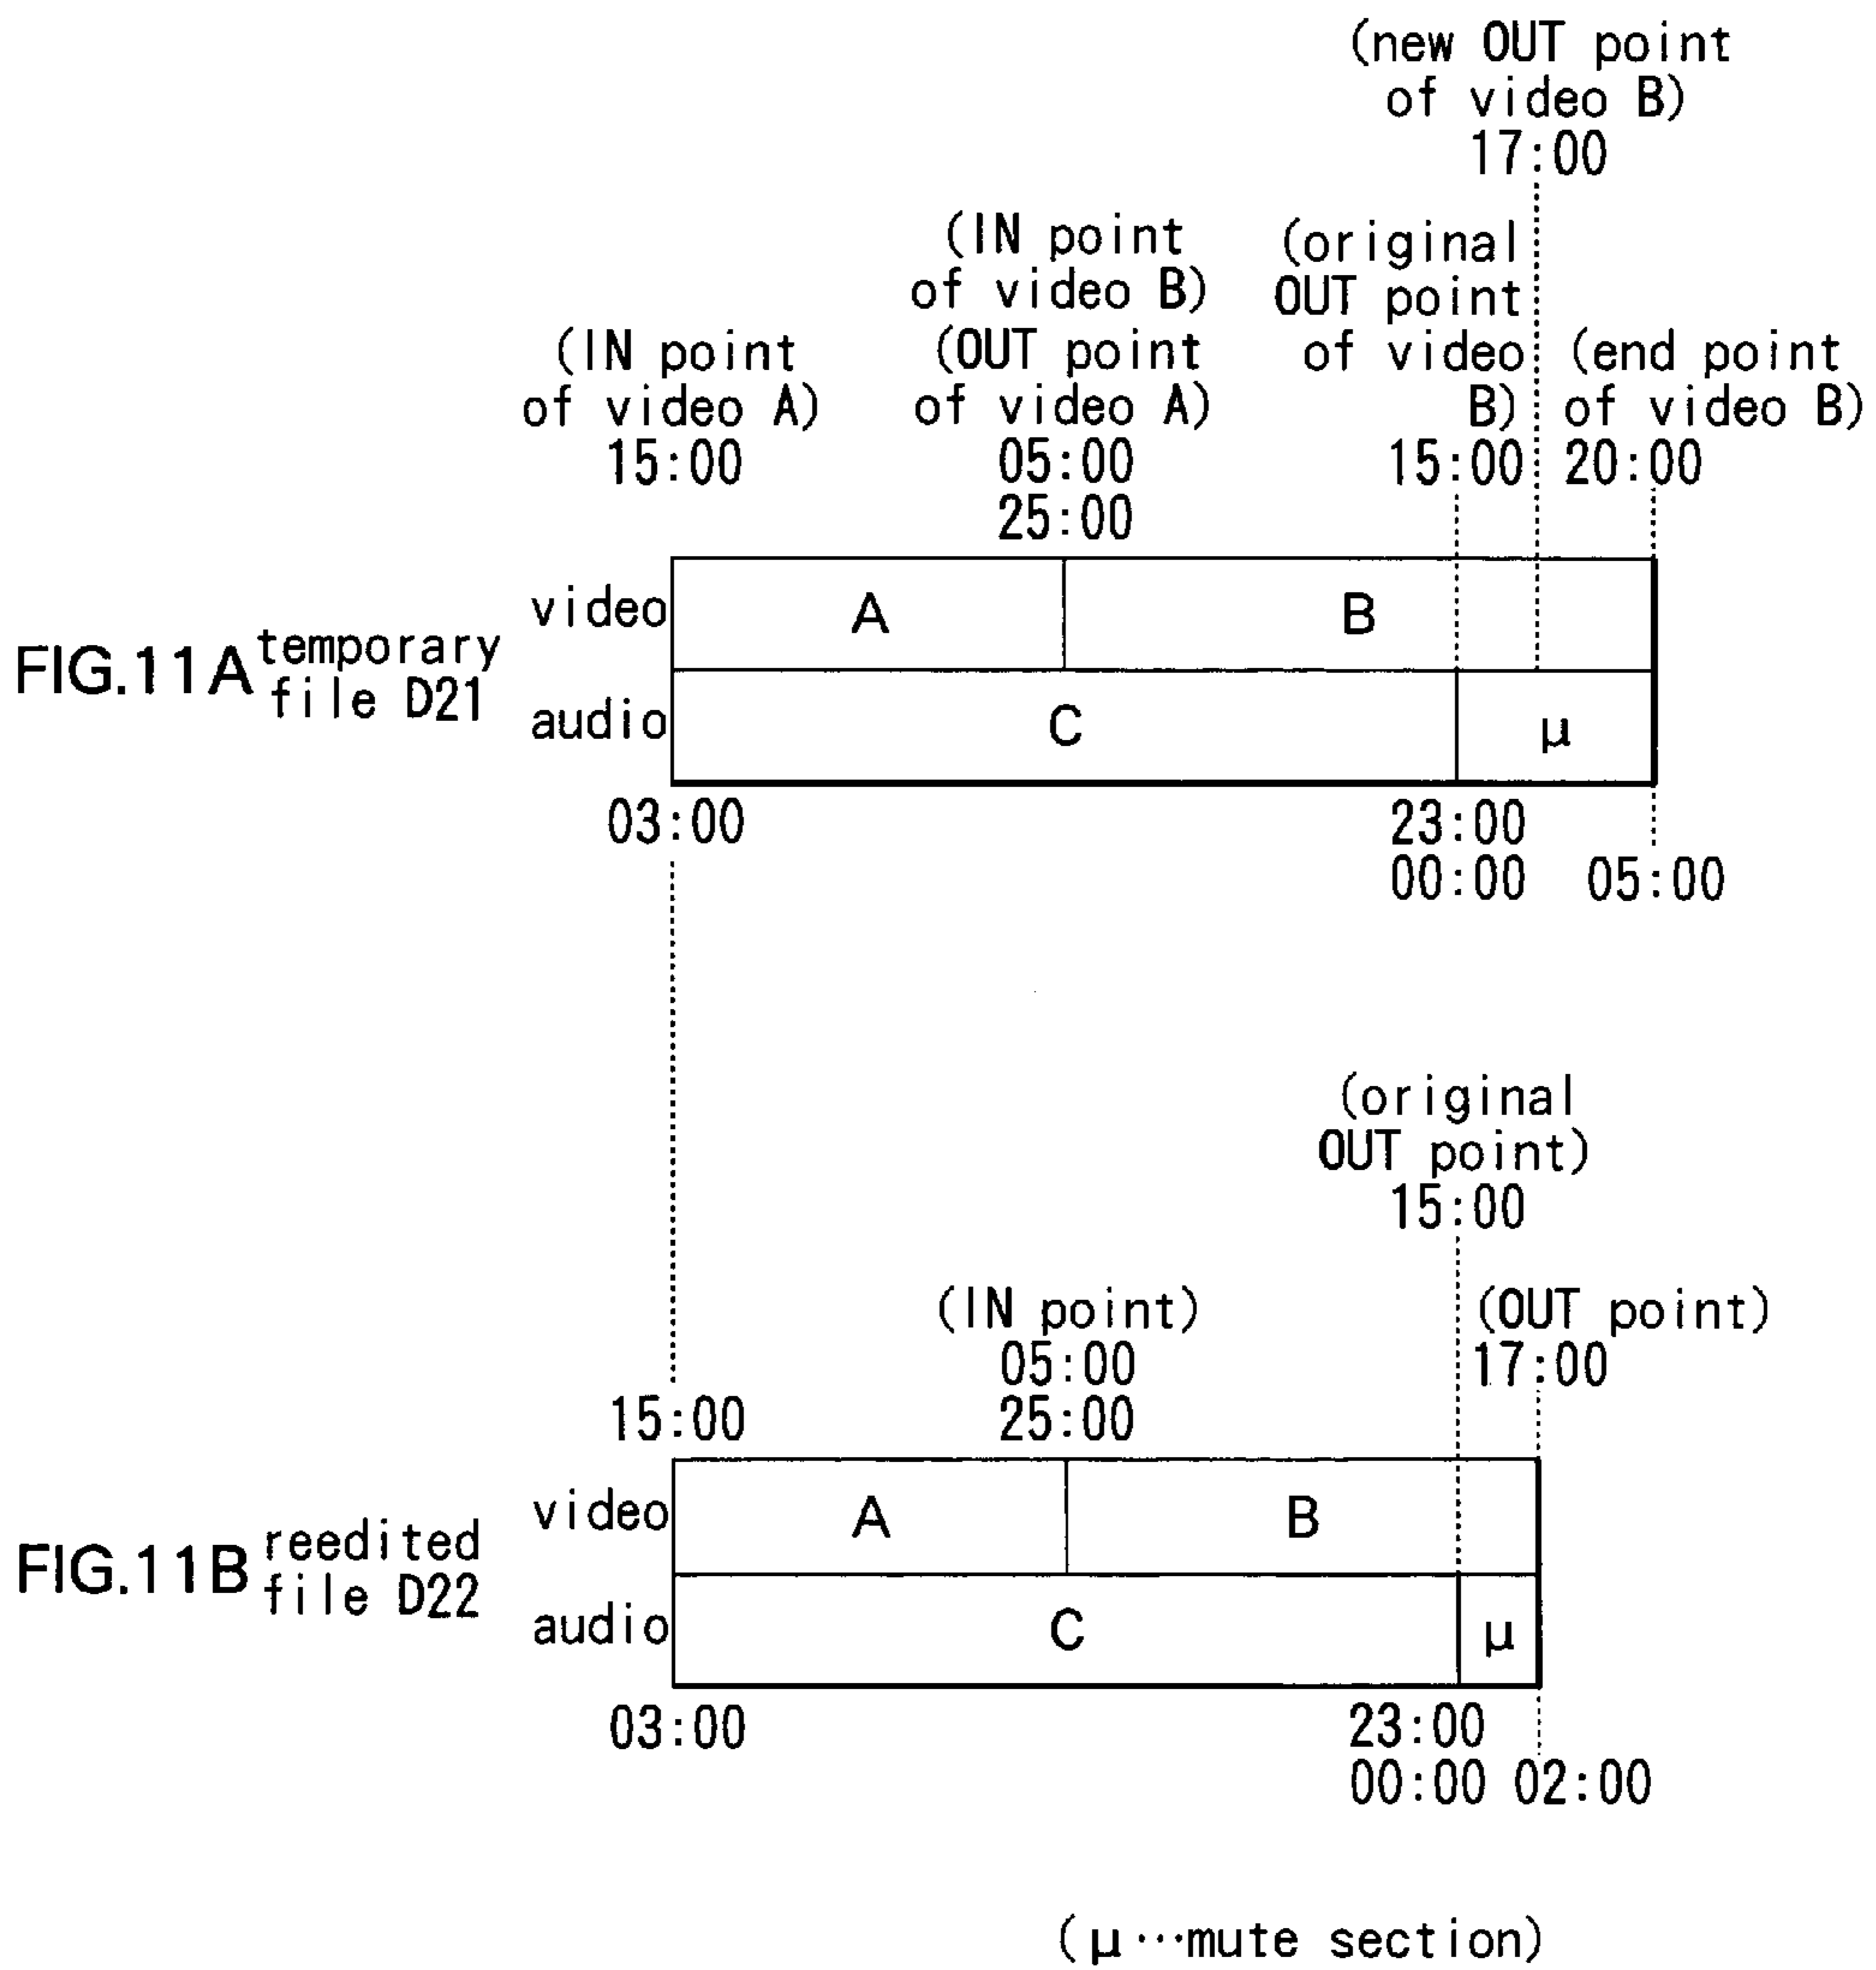 (new OUT point
of video B)
17:00
(IN point
of video B)
(original
OUT point
of video
B)
15:00
(IN point
of video A)
15:00
(OUT point
of video A)
05:00
25:00
(end point
of video B)
20:00
FIG.11A
temporary
file D21
video
A
B
audio
C
μ
03:00
23:00
00:00
05:00
(original
OUT point)
15:00
(IN point)
05:00
25:00
(OUT point)
17:00
15:00
FIG.11B
reedited
file D22
video
A
B
audio
C
μ
03:00
23:00
00:00
02:00
(μ···mute section)